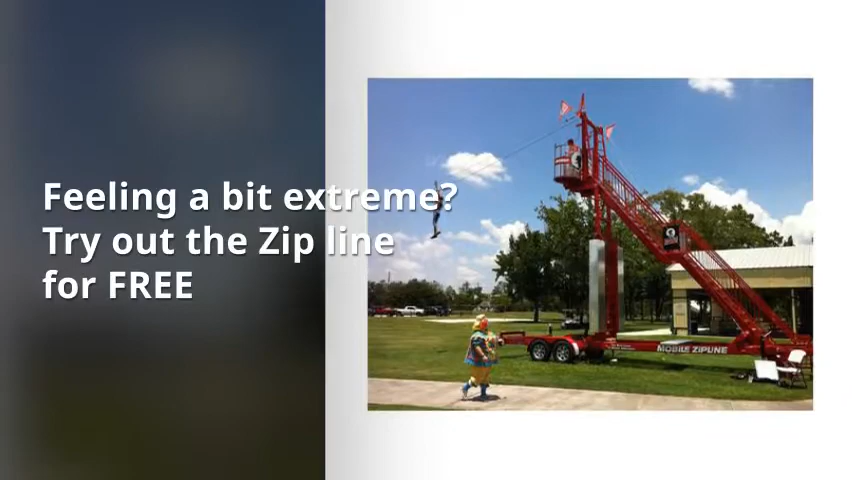 Feeling a bit extreme?
Try out the Zip line
for FREE
MOBILE ZIPLINE